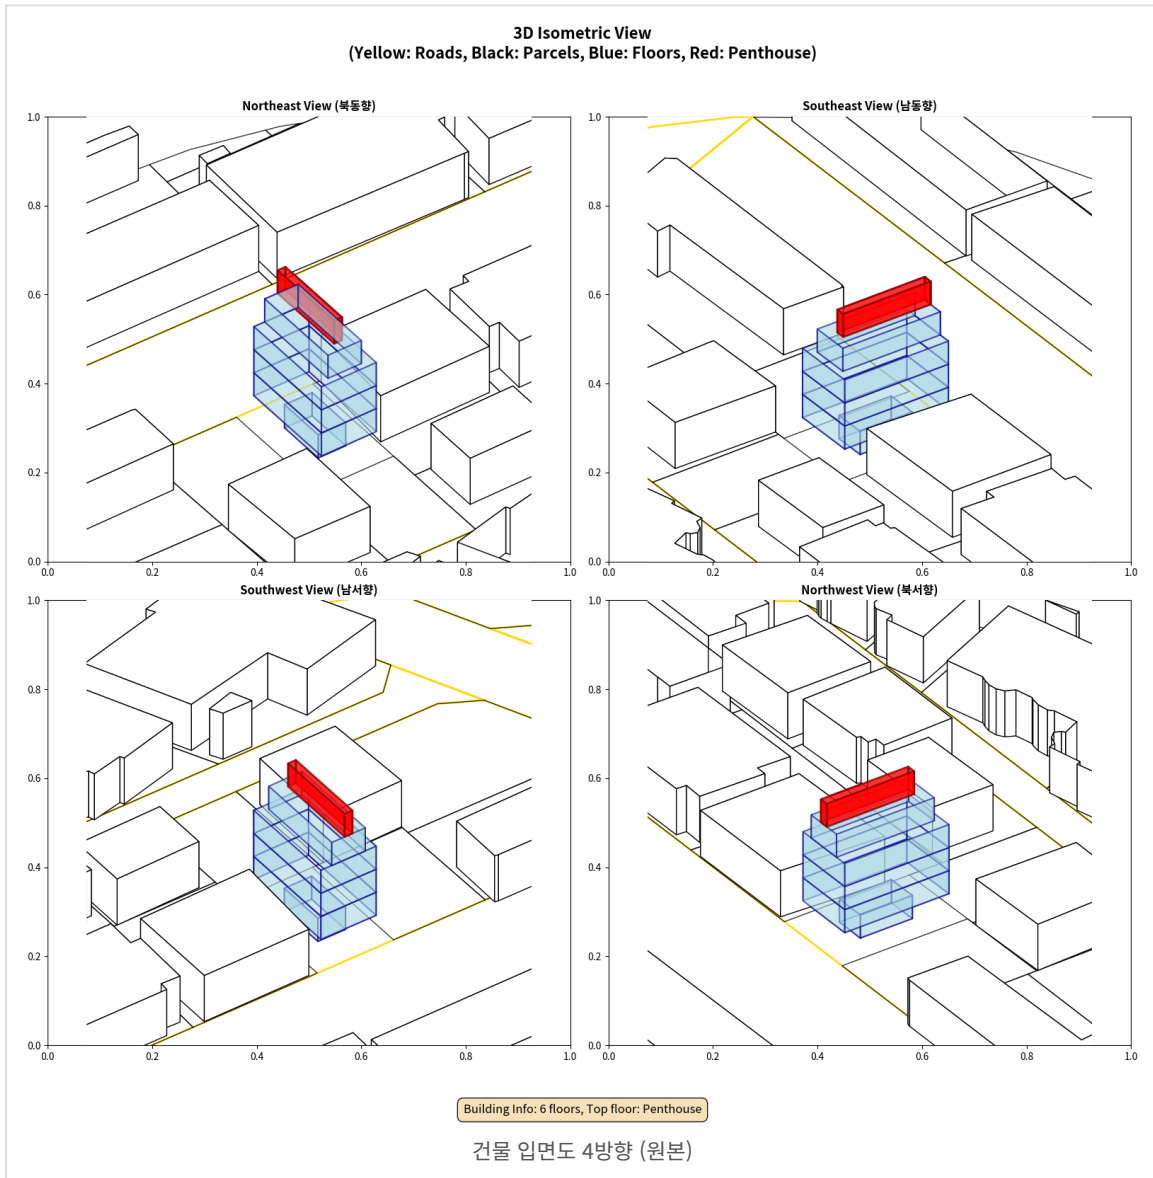 3D Isometric View
(Yellow: Roads, Black: Parcels, Blue: Floors, Red: Penthouse)
Northeast View (북동향)
1.0
0.8
0.6
0.4
0.2
0.0
0.0 0.2 0.4 0.6 0.8 1.0
Southeast View (남동향)
1.0
0.8
0.6
0.4
0.2
0.0
0.0 0.2 0.4 0.6 0.8 1.0
Southwest View (남서향)
1.0
0.8
0.6
0.4
0.2
0.0
0.0 0.2 0.4 0.6 0.8 1.0
Northwest View (북서향)
1.0
0.8
0.6
0.4
0.2
0.0
0.0 0.2 0.4 0.6 0.8 1.0
Building Info: 6 floors, Top floor: Penthouse
건물 입면도 4방향 (원본)